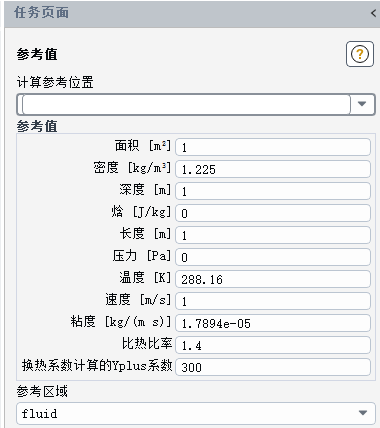 任务页面
参考值
计算参考位置
参考值
面积 [m²] 1
密度 [kg/m³] 1.225
深度 [m] 1
焓 [J/kg] 0
长度 [m] 1
压力 [Pa] 0
温度 [K] 288.16
速度 [m/s] 1
粘度 [kg/(m s)] 1.7894e-05
比热比率 1.4
换热系数计算的Yplus系数 300
参考区域
fluid